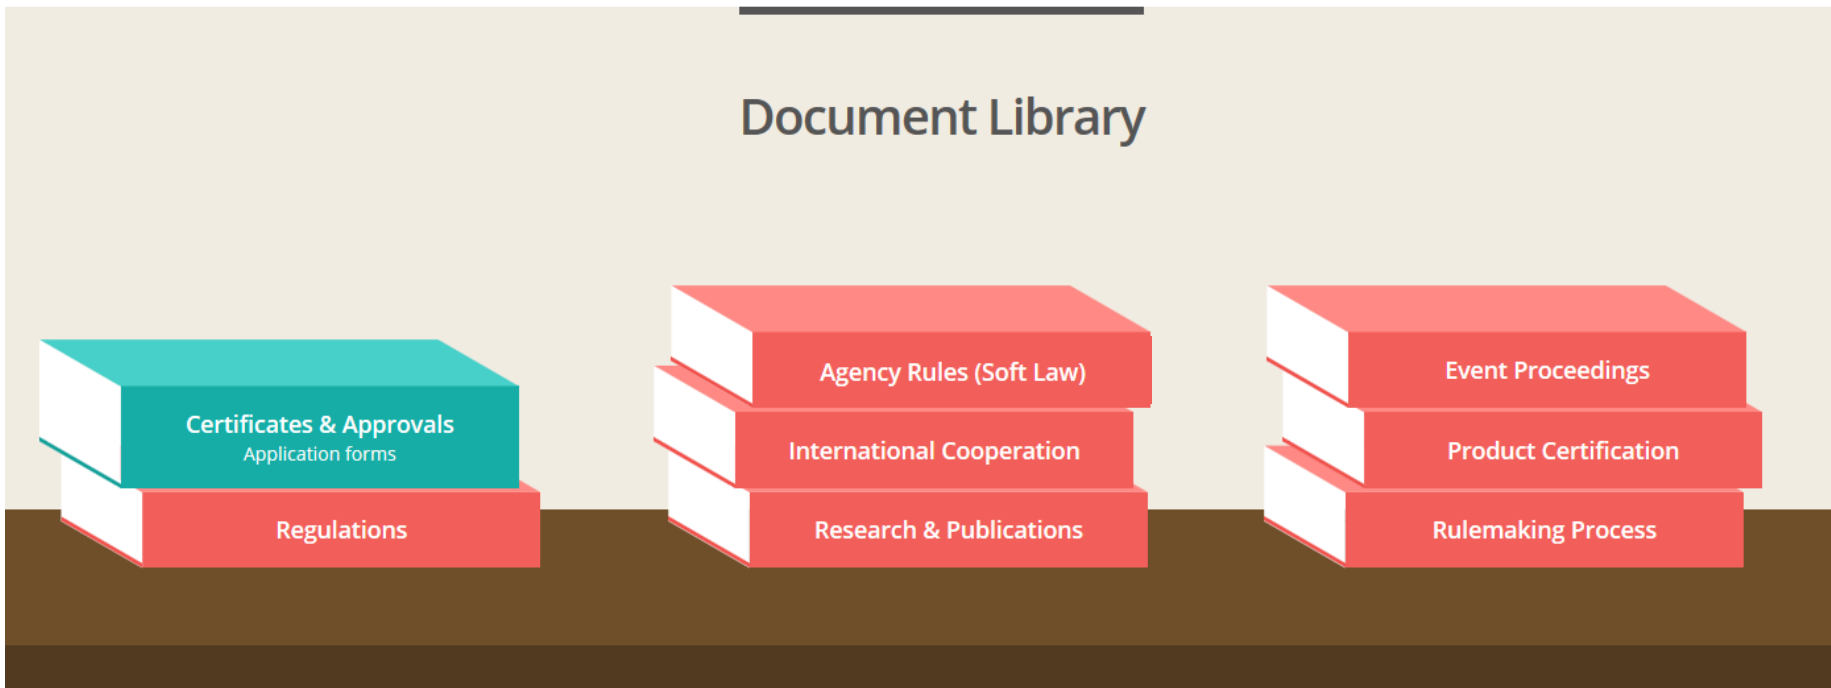 Document Library
Certificates & Approvals
Application forms
Regulations
Agency Rules (Soft Law)
International Cooperation
Research & Publications
Event Proceedings
Product Certification
Rulemaking Process